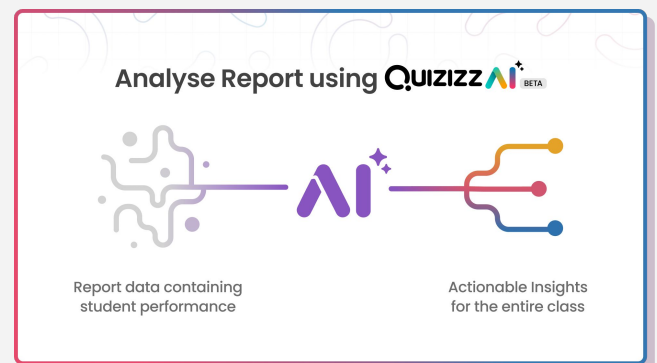 Analyse Report using QUIZIZZ AI BETA
AI
Report data containing
student performance
Actionable Insights
for the entire class